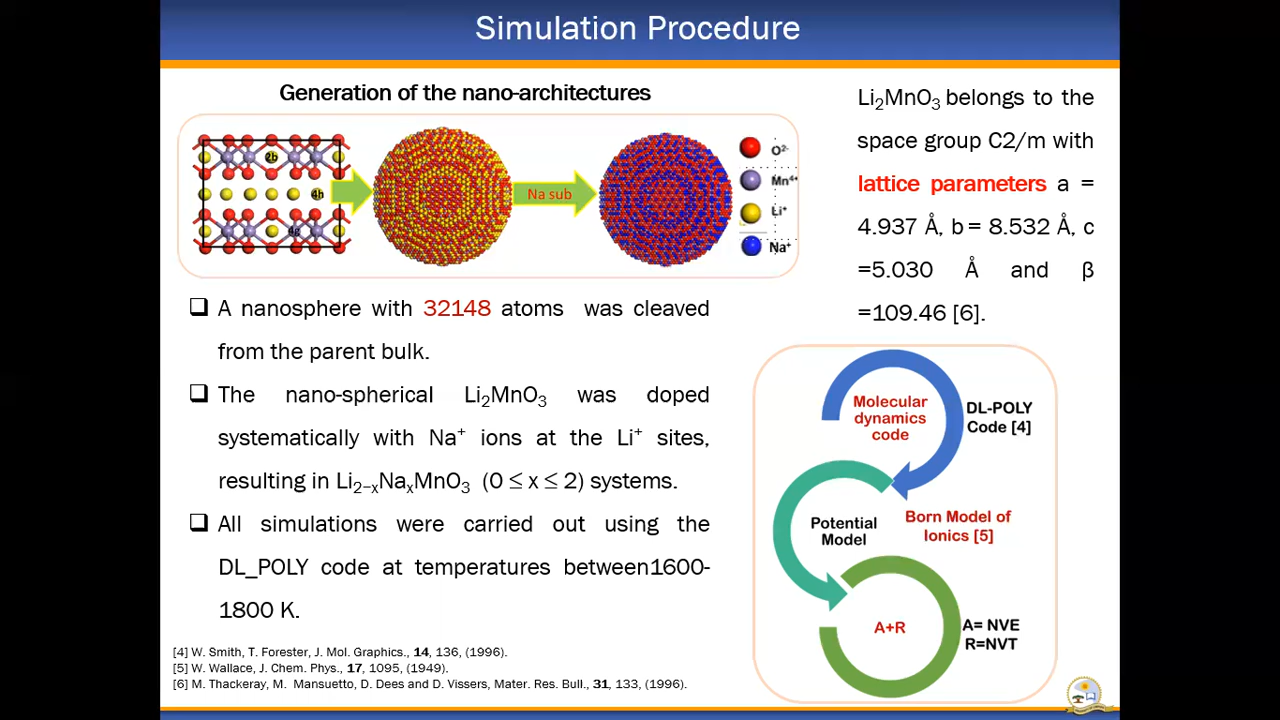 Simulation Procedure
Generation of the nano-architectures
2b
4h
4g
Na sub
O²⁻
Mn⁴⁺
Li⁺
Na⁺
Li₂MnO₃ belongs to the
space group C2/m with
lattice parameters a =
4.937 Å, b = 8.532 Å, c
=5.030 Å and β
=109.46 [6].
❑ A nanosphere with 32148 atoms was cleaved
from the parent bulk.
❑ The nano-spherical Li₂MnO₃ was doped
systematically with Na⁺ ions at the Li⁺ sites,
resulting in Li₂₋ₓNaₓMnO₃ (0 ≤ x ≤ 2) systems.
❑ All simulations were carried out using the
DL_POLY code at temperatures between1600-
1800 K.
Molecular
dynamics
code
DL-POLY
Code [4]
Potential
Model
Born Model of
Ionics [5]
A+R
A= NVE
R=NVT
[4] W. Smith, T. Forester, J. Mol. Graphics., 14, 136, (1996).
[5] W. Wallace, J. Chem. Phys., 17, 1095, (1949).
[6] M. Thackeray, M. Mansuetto, D. Dees and D. Vissers, Mater. Res. Bull., 31, 133, (1996).